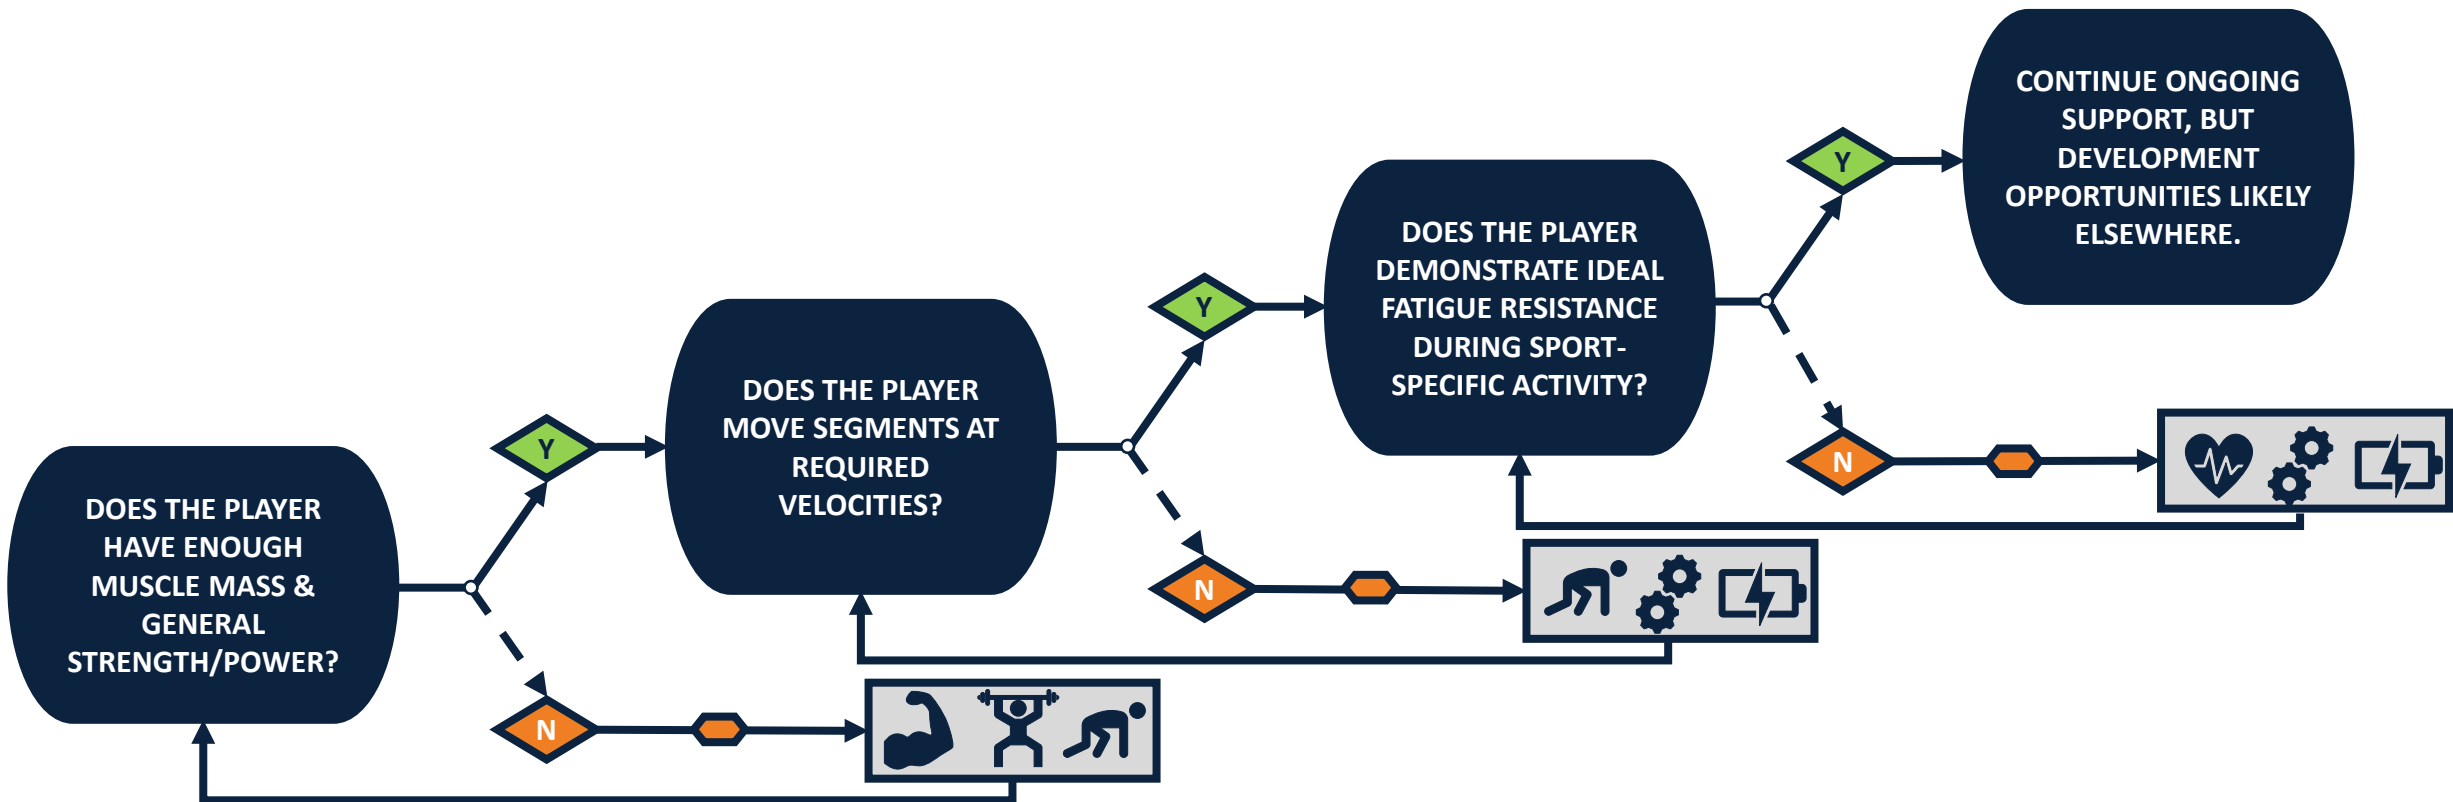 DOES THE PLAYER
HAVE ENOUGH
MUSCLE MASS &
GENERAL
STRENGTH/POWER?
Y
N
DOES THE PLAYER
MOVE SEGMENTS AT
REQUIRED
VELOCITIES?
Y
N
DOES THE PLAYER
DEMONSTRATE IDEAL
FATIGUE RESISTANCE
DURING SPORT-
SPECIFIC ACTIVITY?
Y
N
CONTINUE ONGOING
SUPPORT, BUT
DEVELOPMENT
OPPORTUNITIES LIKELY
ELSEWHERE.